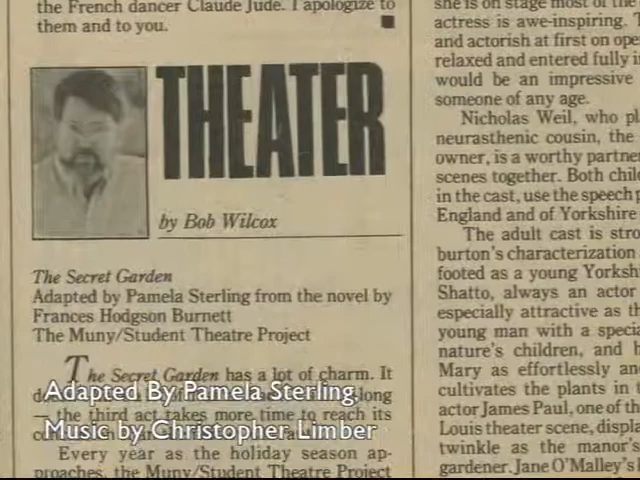 the French dancer Claude Jude. I apologize to
them and to you.
THEATER
by Bob Wilcox
The Secret Garden
Adapted by Pamela Sterling from the novel by
Frances Hodgson Burnett
The Muny/Student Theatre Project
The Secret Garden has a lot of charm. It
long
— the third act takes more time to reach its
Every year as the holiday season ap-
proaches, the Muny/Student Theatre Project
she is on stage most of the
actress is awe-inspiring.
and actorish at first on ope
relaxed and entered fully i
would be an impressive
someone of any age.
Nicholas Weil, who pl
neurasthenic cousin, the
owner, is a worthy partne
scenes together. Both chil
in the cast, use the speech p
England and of Yorkshire
The adult cast is stro
burton's characterization
footed as a young Yorksh
Shatto, always an actor
especially attractive as th
young man with a specia
nature's children, and h
Mary as effortlessly an
cultivates the plants in t
actor James Paul, one of th
Louis theater scene, displa
twinkle as the manor's
gardener. Jane O'Malley's
Adapted By Pamela Sterling,
Music by Christopher Limber